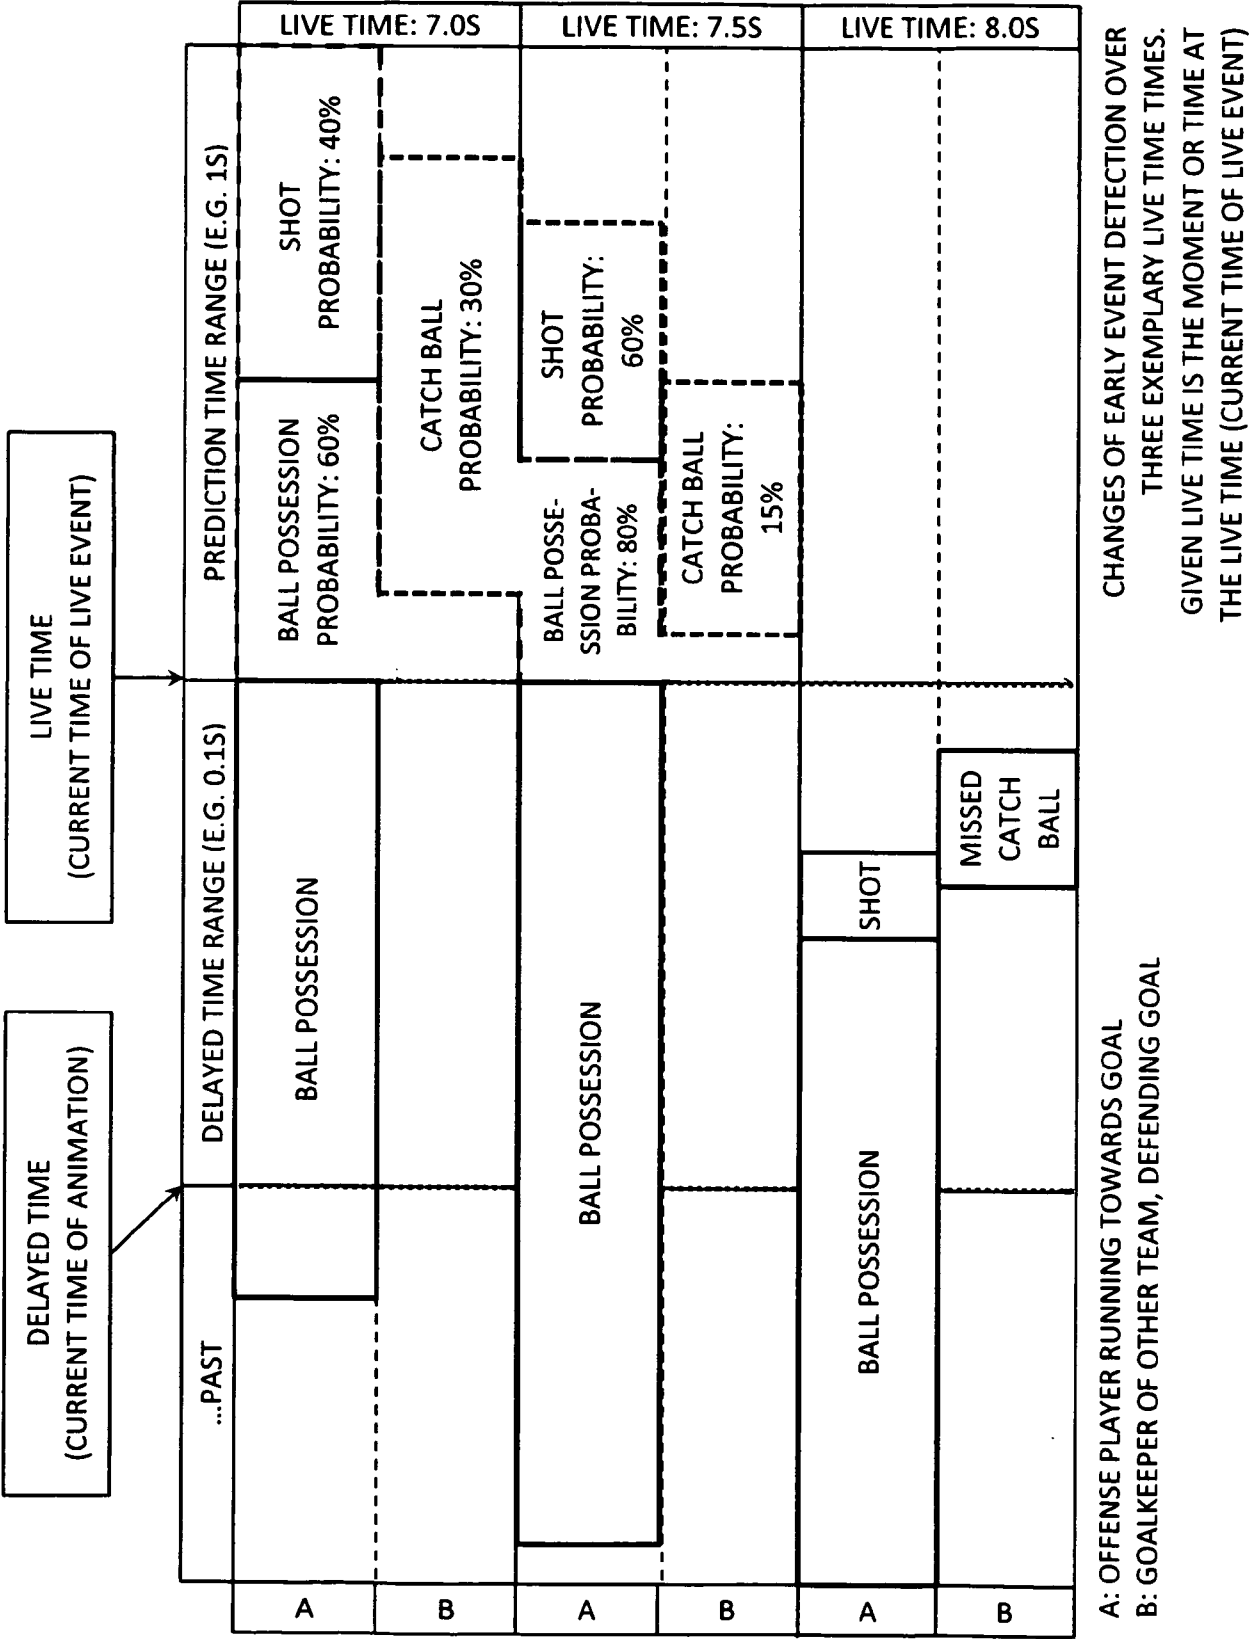 DELAYED TIME
(CURRENT TIME OF ANIMATION)
LIVE TIME
(CURRENT TIME OF LIVE EVENT)
...PAST
DELAYED TIME RANGE (E.G. 0.1S)
PREDICTION TIME RANGE (E.G. 1S)
A
BALL POSSESSION
BALL POSSESSION
PROBABILITY: 60%
SHOT
PROBABILITY: 40%
LIVE TIME: 7.0S
B
CATCH BALL
PROBABILITY: 30%
A
BALL POSSESSION
BALL POSSE-
SSION PROBA-
BILITY: 80%
SHOT
PROBABILITY:
60%
LIVE TIME: 7.5S
B
CATCH BALL
PROBABILITY:
15%
A
BALL POSSESSION
SHOT
LIVE TIME: 8.0S
B
MISSED
CATCH
BALL
A: OFFENSE PLAYER RUNNING TOWARDS GOAL
B: GOALKEEPER OF OTHER TEAM, DEFENDING GOAL
CHANGES OF EARLY EVENT DETECTION OVER
THREE EXEMPLARY LIVE TIME TIMES.
GIVEN LIVE TIME IS THE MOMENT OR TIME AT
THE LIVE TIME (CURRENT TIME OF LIVE EVENT)